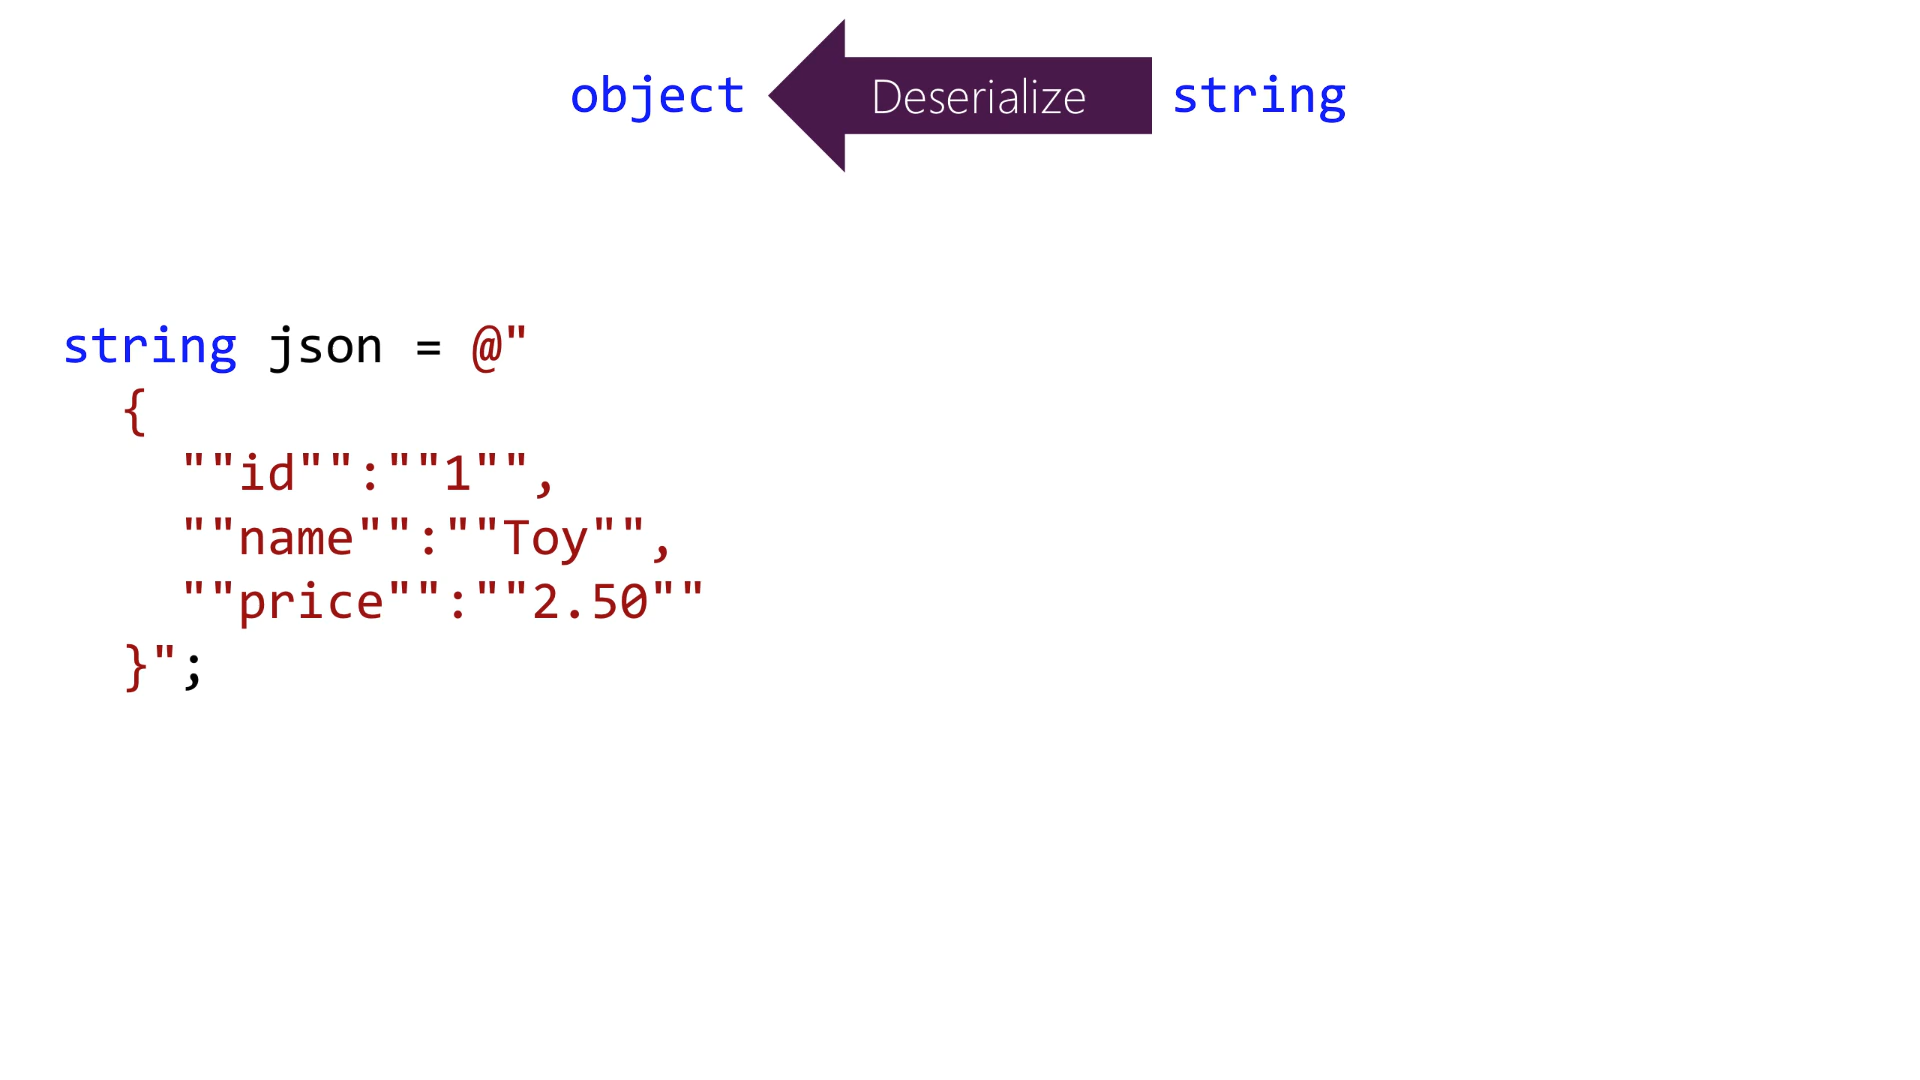 object Deserialize string
string json = @"
  {
    ""id"":""1"",
    ""name"":""Toy"",
    ""price"":""2.50""
  }";